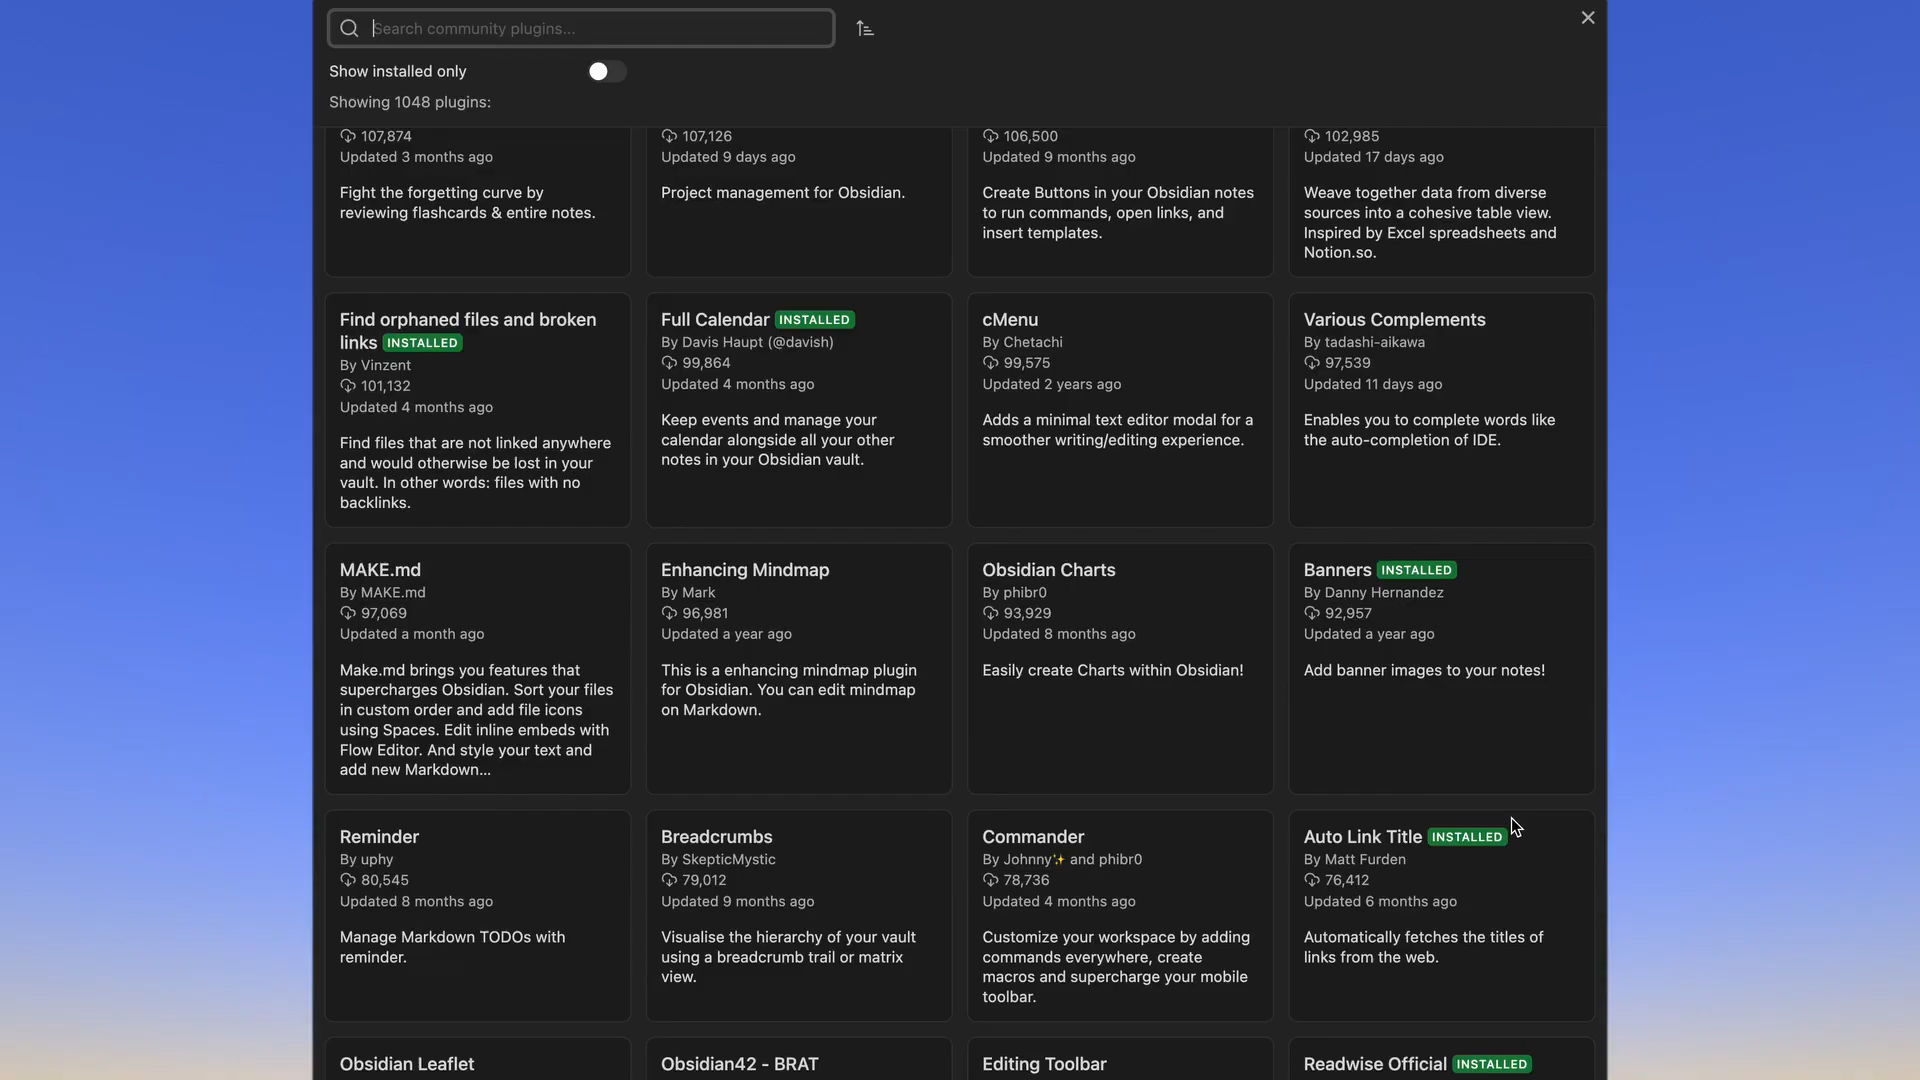 Search community plugins...
Show installed only
Showing 1048 plugins:
107,874
Updated 3 months ago
Fight the forgetting curve by
reviewing flashcards & entire notes.
107,126
Updated 9 days ago
Project management for Obsidian.
106,500
Updated 9 months ago
Create Buttons in your Obsidian notes
to run commands, open links, and
insert templates.
102,985
Updated 17 days ago
Weave together data from diverse
sources into a cohesive table view.
Inspired by Excel spreadsheets and
Notion.so.
Find orphaned files and broken
links INSTALLED
By Vinzent
101,132
Updated 4 months ago
Find files that are not linked anywhere
and would otherwise be lost in your
vault. In other words: files with no
backlinks.
Full Calendar INSTALLED
By Davis Haupt (@davish)
99,864
Updated 4 months ago
Keep events and manage your
calendar alongside all your other
notes in your Obsidian vault.
cMenu
By Chetachi
99,575
Updated 2 years ago
Adds a minimal text editor modal for a
smoother writing/editing experience.
Various Complements
By tadashi-aikawa
97,539
Updated 11 days ago
Enables you to complete words like
the auto-completion of IDE.
MAKE.md
By MAKE.md
97,069
Updated a month ago
Make.md brings you features that
supercharges Obsidian. Sort your files
in custom order and add file icons
using Spaces. Edit inline embeds with
Flow Editor. And style your text and
add new Markdown...
Enhancing Mindmap
By Mark
96,981
Updated a year ago
This is a enhancing mindmap plugin
for Obsidian. You can edit mindmap
on Markdown.
Obsidian Charts
By phibr0
93,929
Updated 8 months ago
Easily create Charts within Obsidian!
Banners INSTALLED
By Danny Hernandez
92,957
Updated a year ago
Add banner images to your notes!
Reminder
By uphy
80,545
Updated 8 months ago
Manage Markdown TODOs with
reminder.
Breadcrumbs
By SkepticMystic
79,012
Updated 9 months ago
Visualise the hierarchy of your vault
using a breadcrumb trail or matrix
view.
Commander
By Johnny✨ and phibr0
78,736
Updated 4 months ago
Customize your workspace by adding
commands everywhere, create
macros and supercharge your mobile
toolbar.
Auto Link Title INSTALLED
By Matt Furden
76,412
Updated 6 months ago
Automatically fetches the titles of
links from the web.
Obsidian Leaflet
Obsidian42 - BRAT
Editing Toolbar
Readwise Official INSTALLED